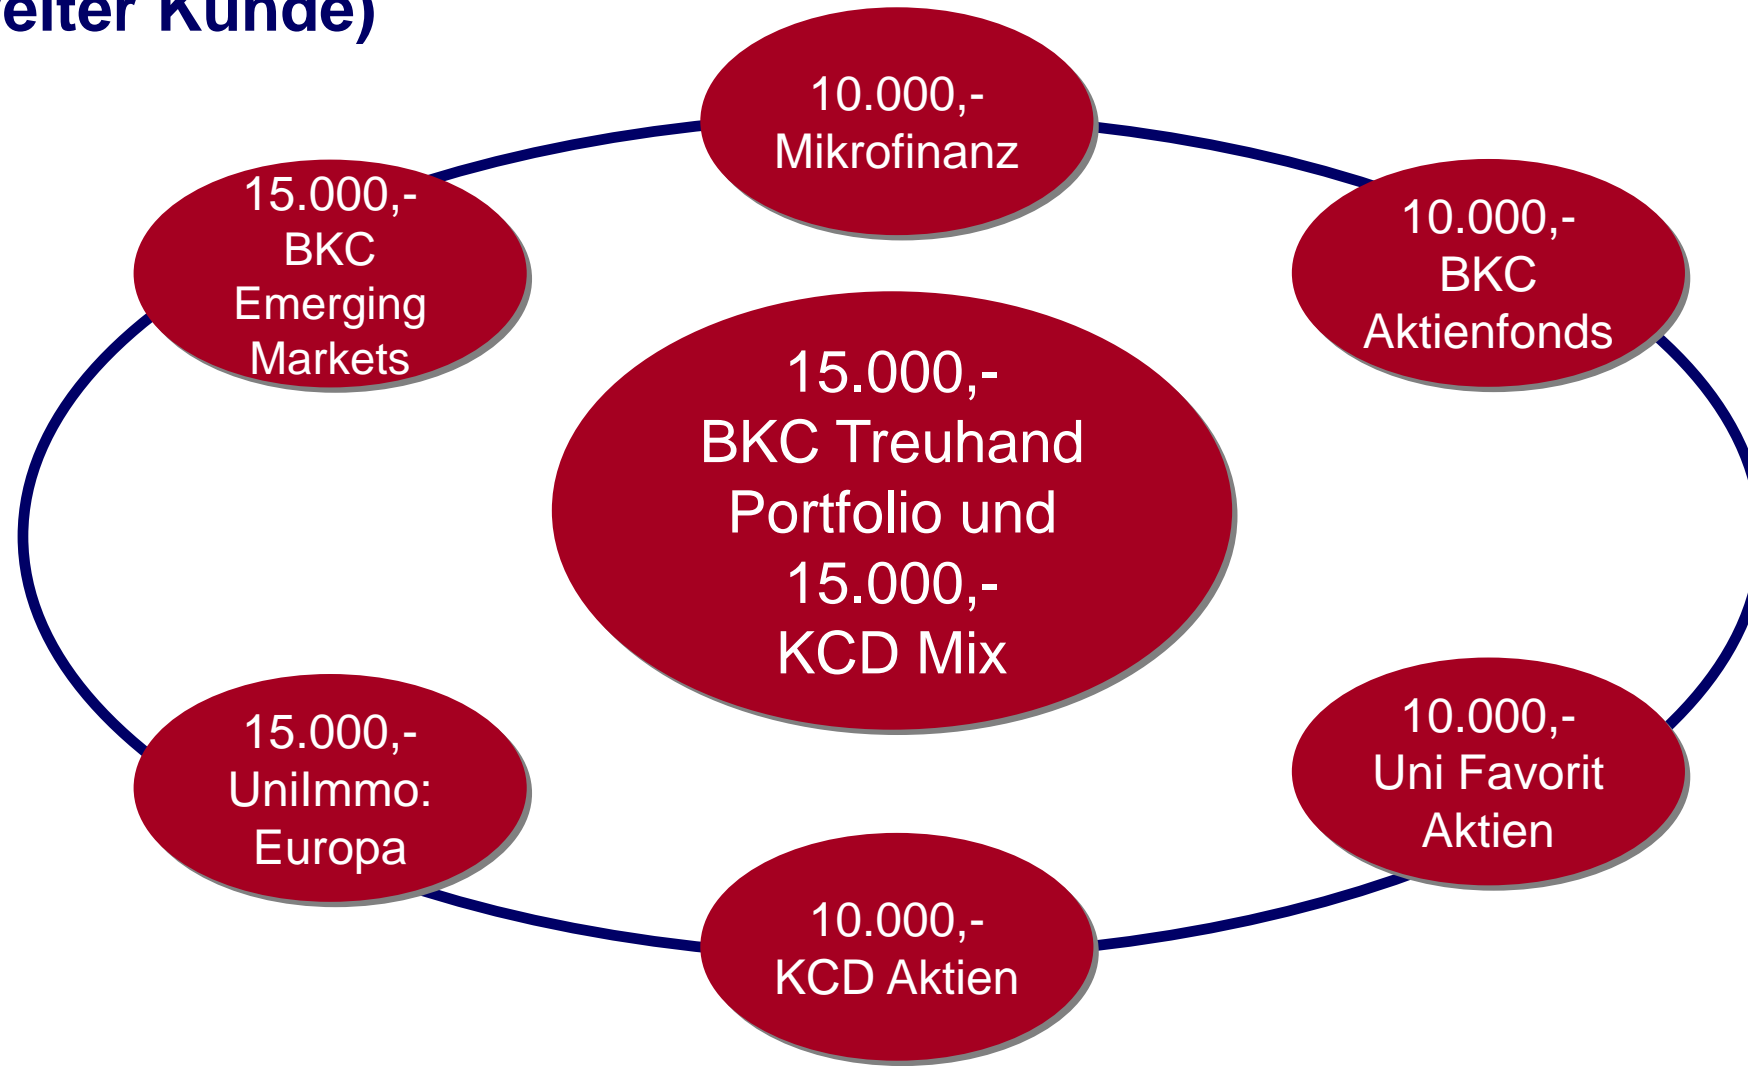 Kunde)
10.000,-
Mikrofinanz
15.000,-
BKC
Emerging
Markets
10.000,-
BKC
Aktienfonds
15.000,-
BKC Treuhand
Portfolio und
15.000,-
KCD Mix
15.000,-
UniImmo:
Europa
10.000,-
Uni Favorit
Aktien
10.000,-
KCD Aktien